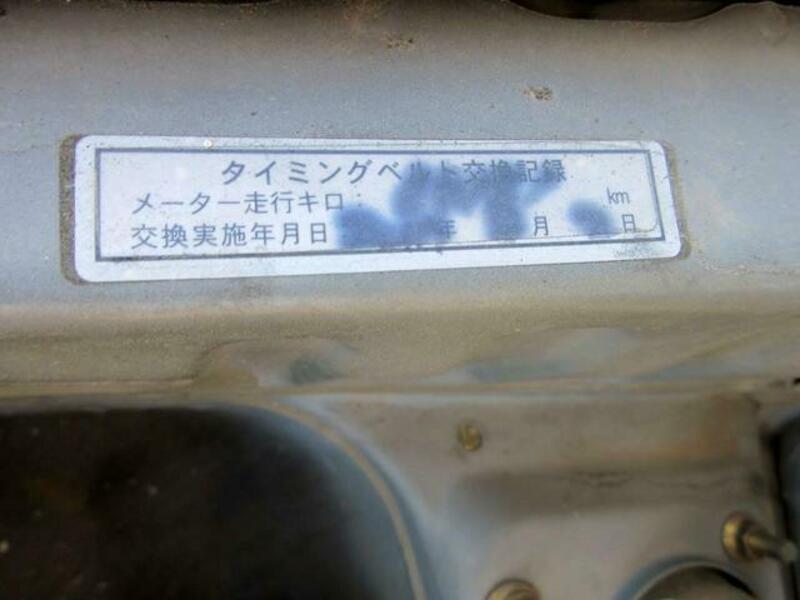 タイミングベルト交換記録
メーター走行キロ： km
交換実施年月日 年 月 日